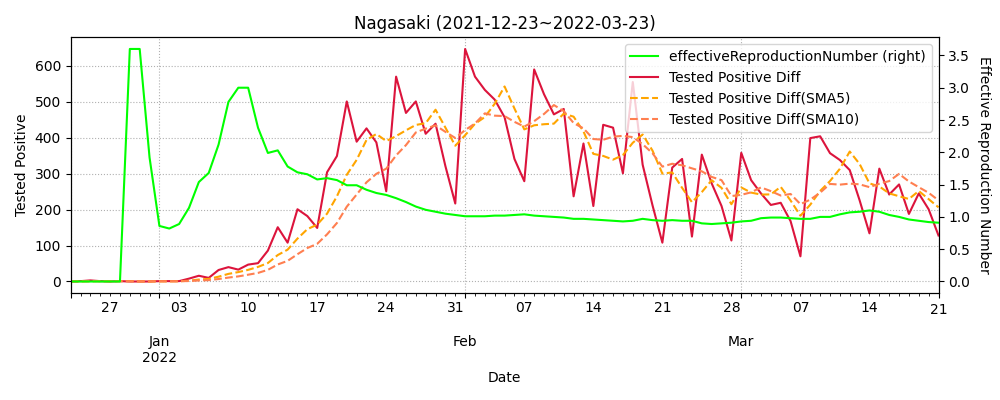 Nagasaki (2021-12-23~2022-03-23)
effectiveReproductionNumber (right)
Tested Positive Diff
Tested Positive Diff(SMA5)
Tested Positive Diff(SMA10)
Tested Positive
600
500
400
300
200
100
0
3.5
3.0
2.5
2.0
1.5
1.0
0.5
0.0
Effective Reproduction Number
27 03 10 17 24 31 07 14 21 28 07 14 21
Jan Feb Mar
2022
Date